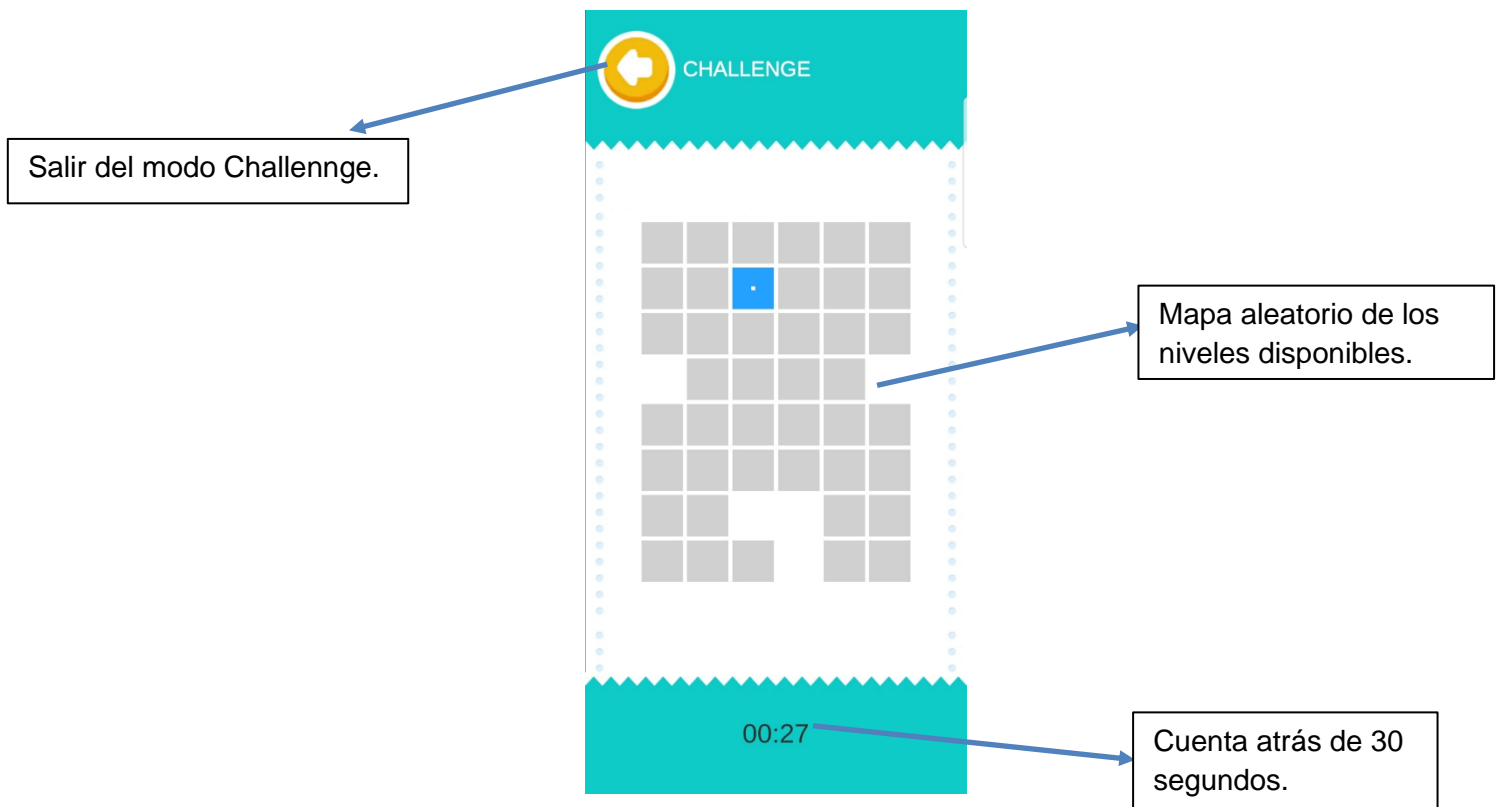 CHALLENGE
Salir del modo Challennge.
Mapa aleatorio de los
niveles disponibles.
00:27
Cuenta atrás de 30
segundos.